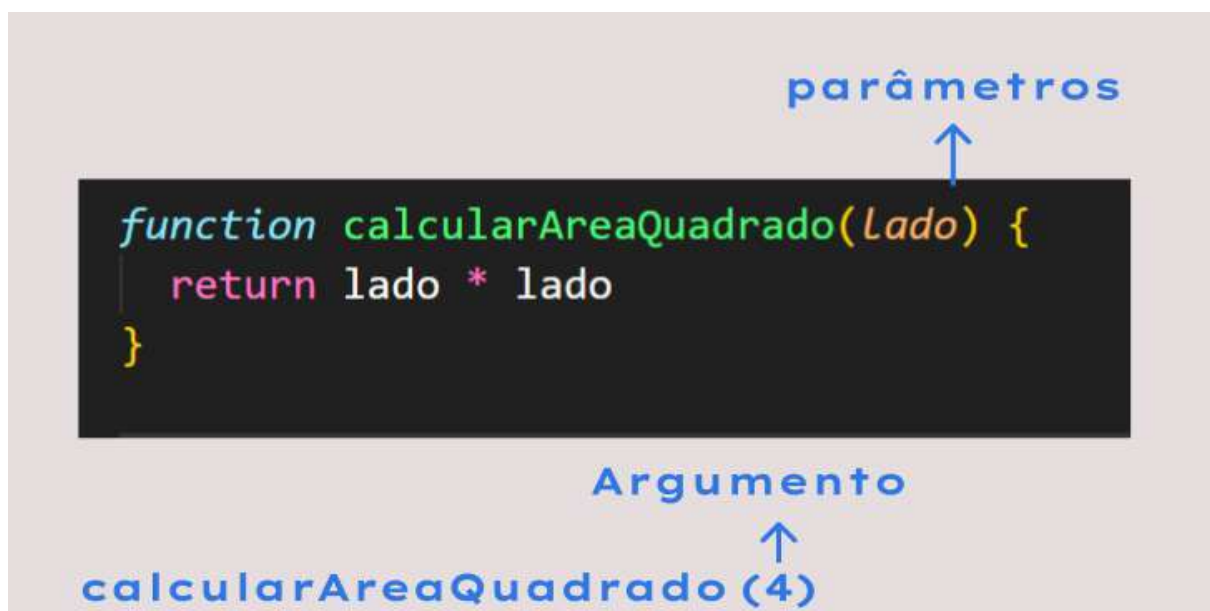 parâmetros
function calcularAreaQuadrado(lado) {
return lado * lado
}
Argumento
calcularAreaQuadrado (4)